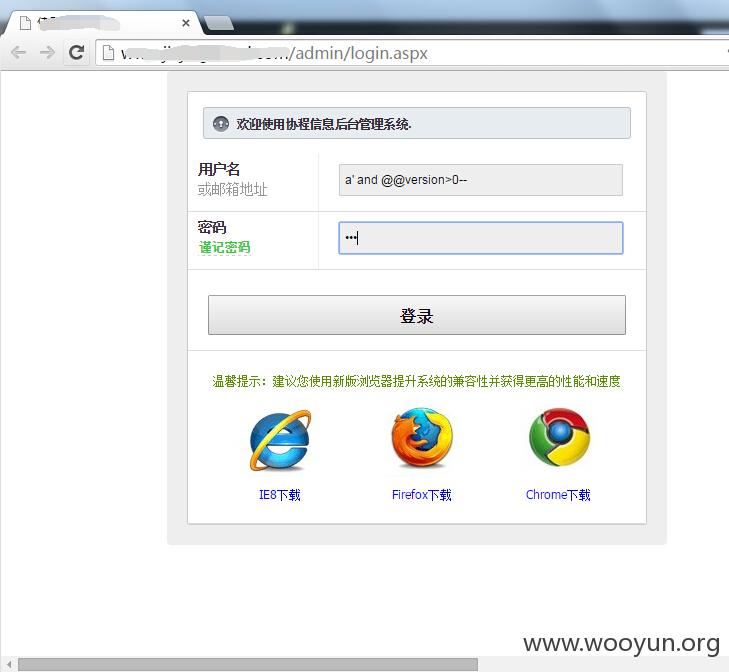 /admin/login.aspx
欢迎使用协程信息后台管理系统.
用户名
或邮箱地址
a' and @@version>0--
密码
谨记密码
•••
登录
温馨提示：建议您使用新版浏览器提升系统的兼容性并获得更高的性能和速度
IE8下载
Firefox下载
Chrome下载
www.wooyun.org